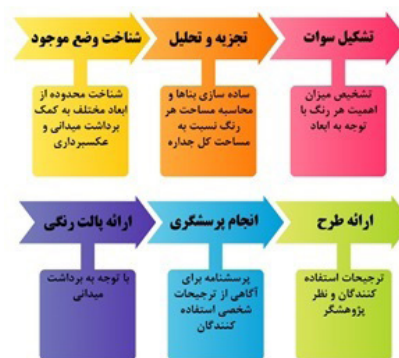 شناخت وضع موجود
شناخت محدوده از
ابعاد مختلف به کمک
برداشت میدانی و
عکسبرداری
تجزیه و تحلیل
ساده سازی بناها و
محاسبه مساحت هر
رنگ نسبت به
مساحت کل جداره
تشکیل سوات
تشخیص میزان
اهمیت هر رنگ با
توجه به ابعاد
ارائه پالت رنگی
با توجه به برداشت
میدانی
انجام پرسشگری
پرسشنامه برای
آگاهی از ترجیحات
شخصی استفاده
کنندگان
ارائه طرح
ترجیحات استفاده
کنندگان و نظر
پژوهشگر